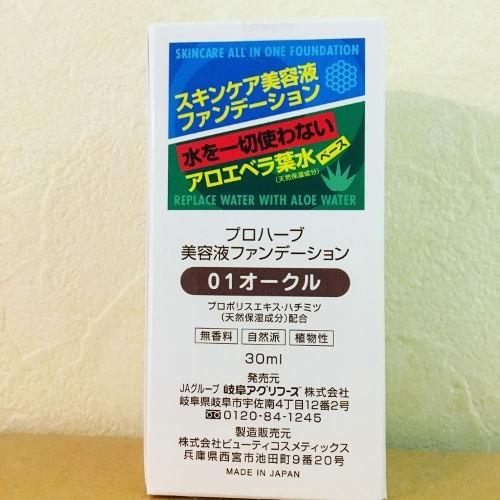 SKINCARE ALL IN ONE FOUNDATION
スキンケア美容液
ファンデーション
水を一切使わない
アロエベラ葉水ベース
(天然保湿成分)
REPLACE WATER WITH ALOE WATER
プロハーブ
美容液ファンデーション
01オークル
プロポリスエキス・ハチミツ
(天然保湿成分)配合
無香料 自然派 植物性
30ml
発売元
JAグループ 岐阜アグリフーズ 株式会社
岐阜県岐阜市宇佐南4丁目12番2号
0120-84-1245
製造販売元
株式会社ビューティコスメティックス
兵庫県西宮市池田町9番20号
MADE IN JAPAN